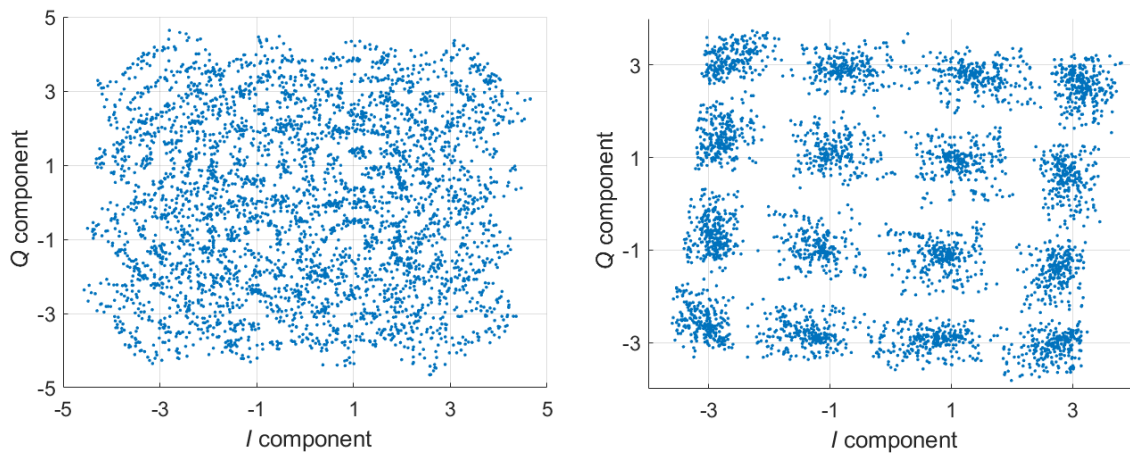 5
3
1
-1
-3
-5
-5 -3 -1 1 3 5
Q component
I component
3
1
-1
-3
-3 -1 1 3
Q component
I component